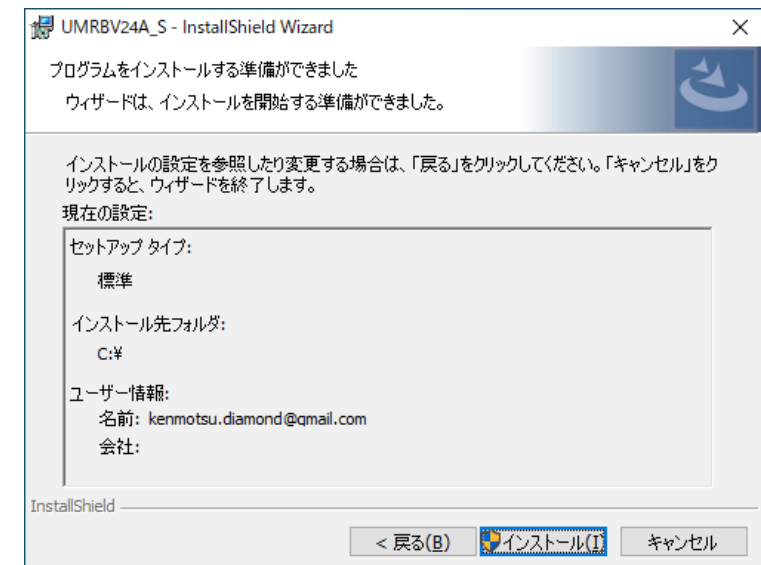 UMRBV24A_S - InstallShield Wizard
プログラムをインストールする準備ができました
ウィザードは、インストールを開始する準備ができました。
インストールの設定を参照したり変更する場合は、「戻る」をクリックしてください。「キャンセル」をク
リックすると、ウィザードを終了します。
現在の設定:
セットアップ タイプ:
標準
インストール先フォルダ:
C:¥
ユーザー情報:
名前: kenmotsu.diamond@gmail.com
会社:
InstallShield
< 戻る(B)
インストール(I)
キャンセル